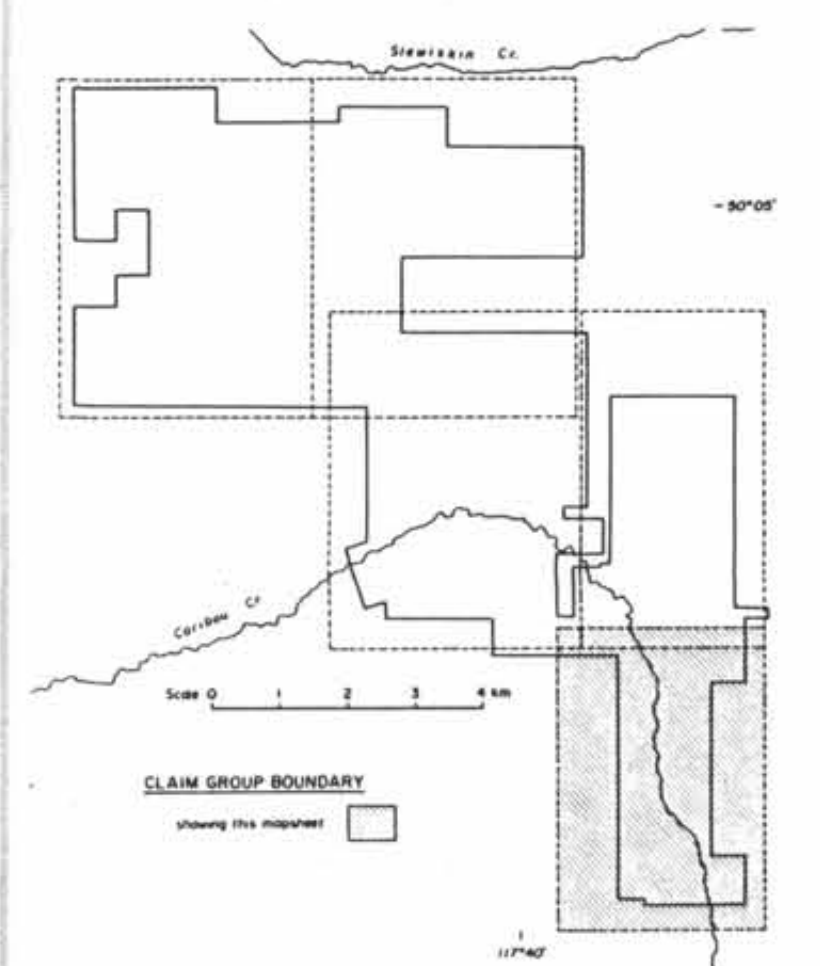 Slewiskin Cr.
- 50°05'
Caribou Cr
Scale 0 1 2 3 4 km
CLAIM GROUP BOUNDARY
showing this mapsheet
117°40'